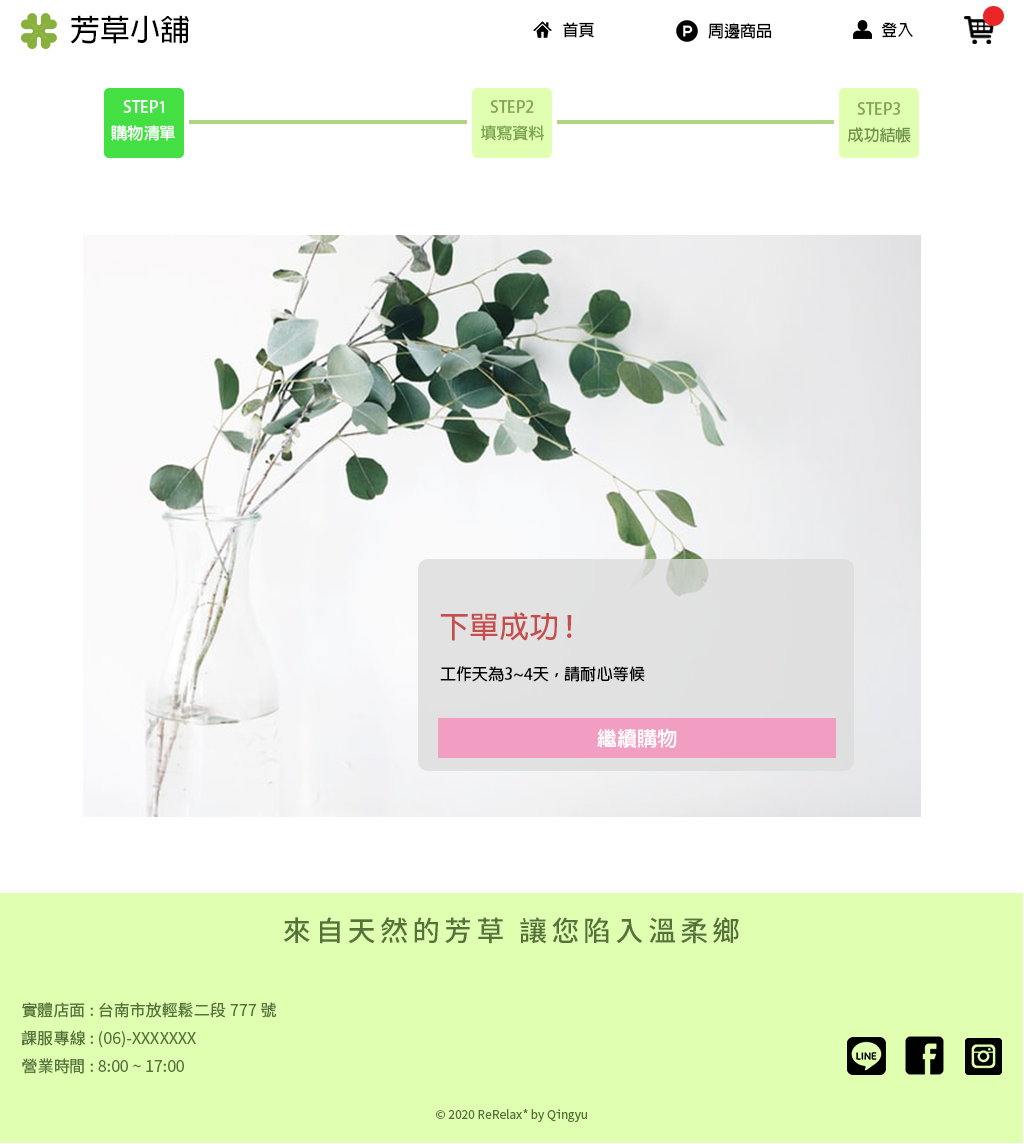 芳草小舖
首頁
周邊商品
登入
STEP1
購物清單
STEP2
填寫資料
STEP3
成功結帳
下單成功!
工作天為3~4天，請耐心等候
繼續購物
來自天然的芳草 讓您陷入溫柔鄉
實體店面 : 台南市放輕鬆二段 777 號
課服專線 : (06)-XXXXXXX
營業時間 : 8:00 ~ 17:00
LINE
© 2020 ReRelax* by Qingyu